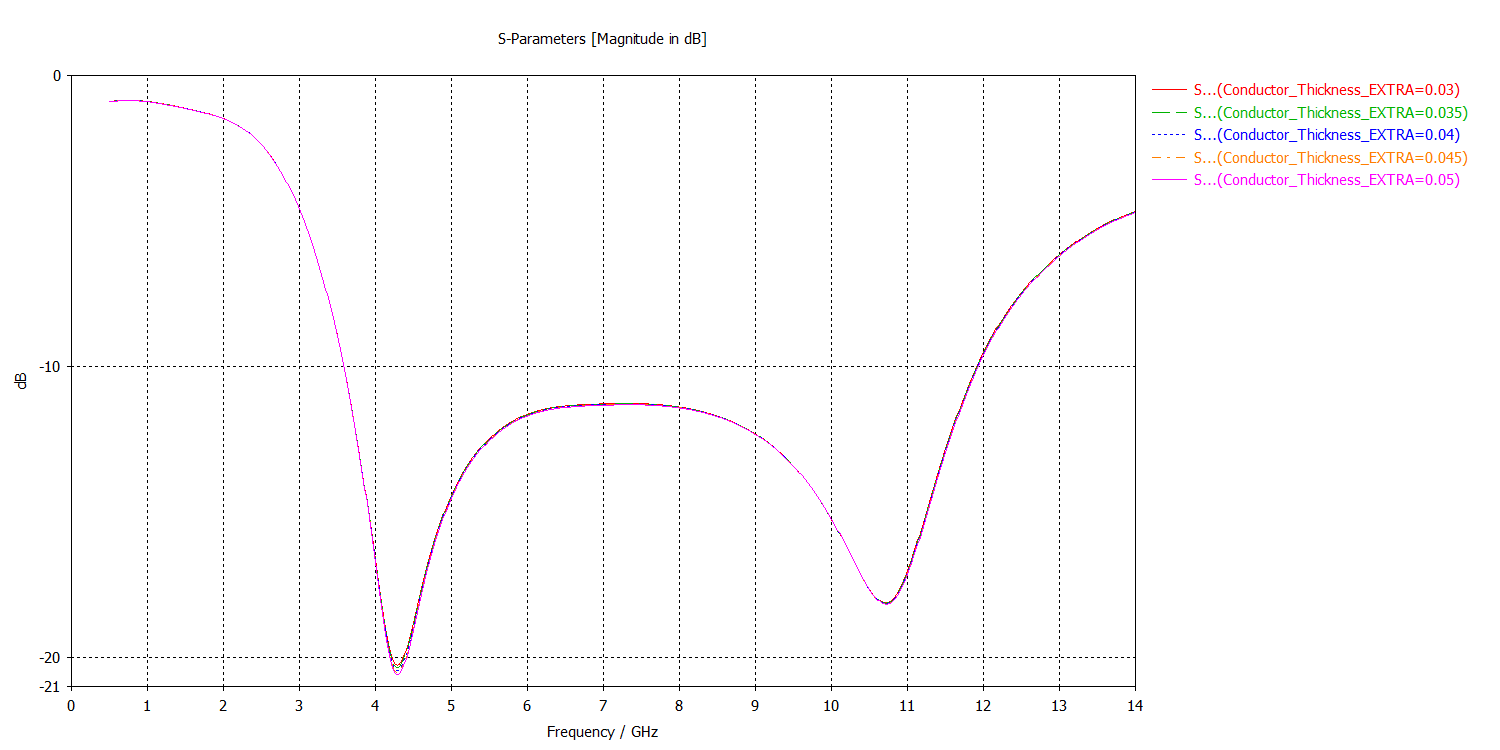 S-Parameters [Magnitude in dB]
0
-10
-20
-21
dB
0 1 2 3 4 5 6 7 8 9 10 11 12 13 14
Frequency / GHz
S...(Conductor_Thickness_EXTRA=0.03)
S...(Conductor_Thickness_EXTRA=0.035)
S...(Conductor_Thickness_EXTRA=0.04)
S...(Conductor_Thickness_EXTRA=0.045)
S...(Conductor_Thickness_EXTRA=0.05)